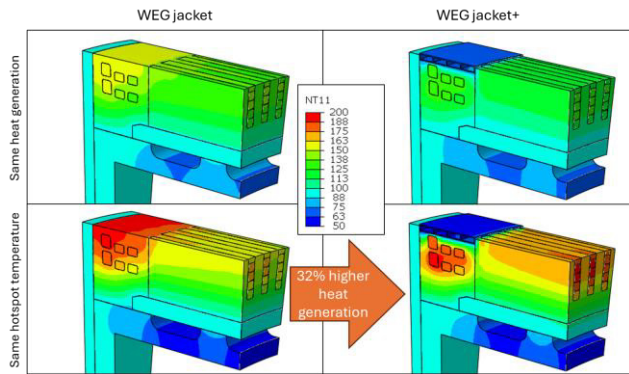 WEG jacket
WEG jacket+
Same heat generation
NT11
200
188
175
163
150
138
125
113
100
88
75
63
50
Same hotspot temperature
32% higher
heat
generation